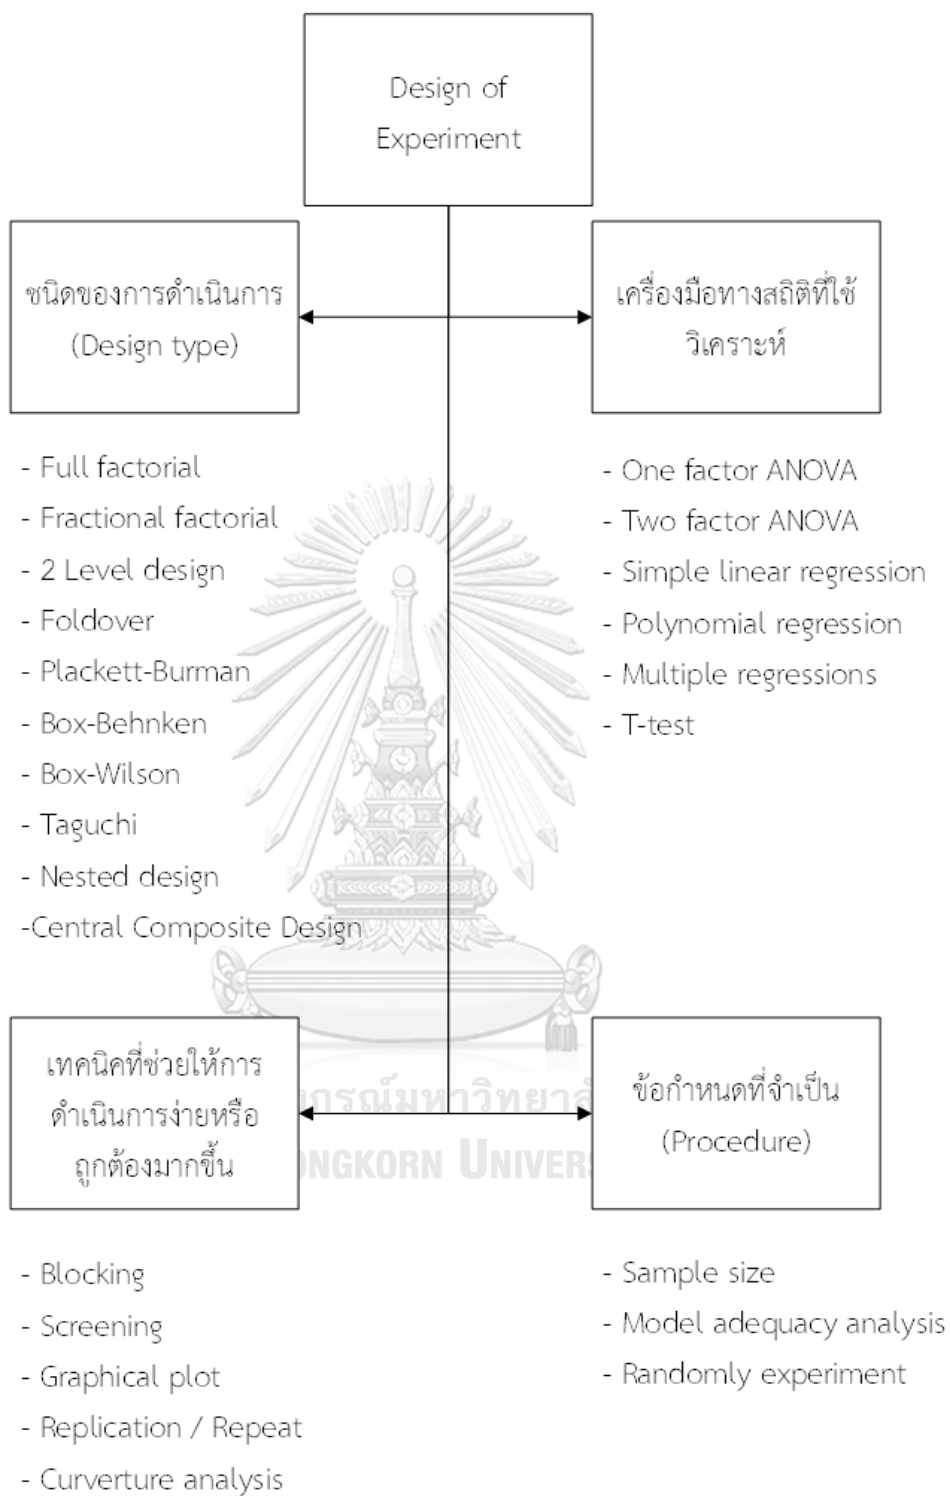 Design of
Experiment
ชนิดของการดำเนินการ
(Design type)
เครื่องมือทางสถิติที่ใช้
วิเคราะห์
- Full factorial
- Fractional factorial
- 2 Level design
- Foldover
- Plackett-Burman
- Box-Behnken
- Box-Wilson
- Taguchi
- Nested design
-Central Composite Design
- One factor ANOVA
- Two factor ANOVA
- Simple linear regression
- Polynomial regression
- Multiple regressions
- T-test
เทคนิคที่ช่วยให้การ
ดำเนินการง่ายหรือ
ถูกต้องมากขึ้น
ข้อกำหนดที่จำเป็น
(Procedure)
- Blocking
- Screening
- Graphical plot
- Replication / Repeat
- Curverture analysis
- Sample size
- Model adequacy analysis
- Randomly experiment